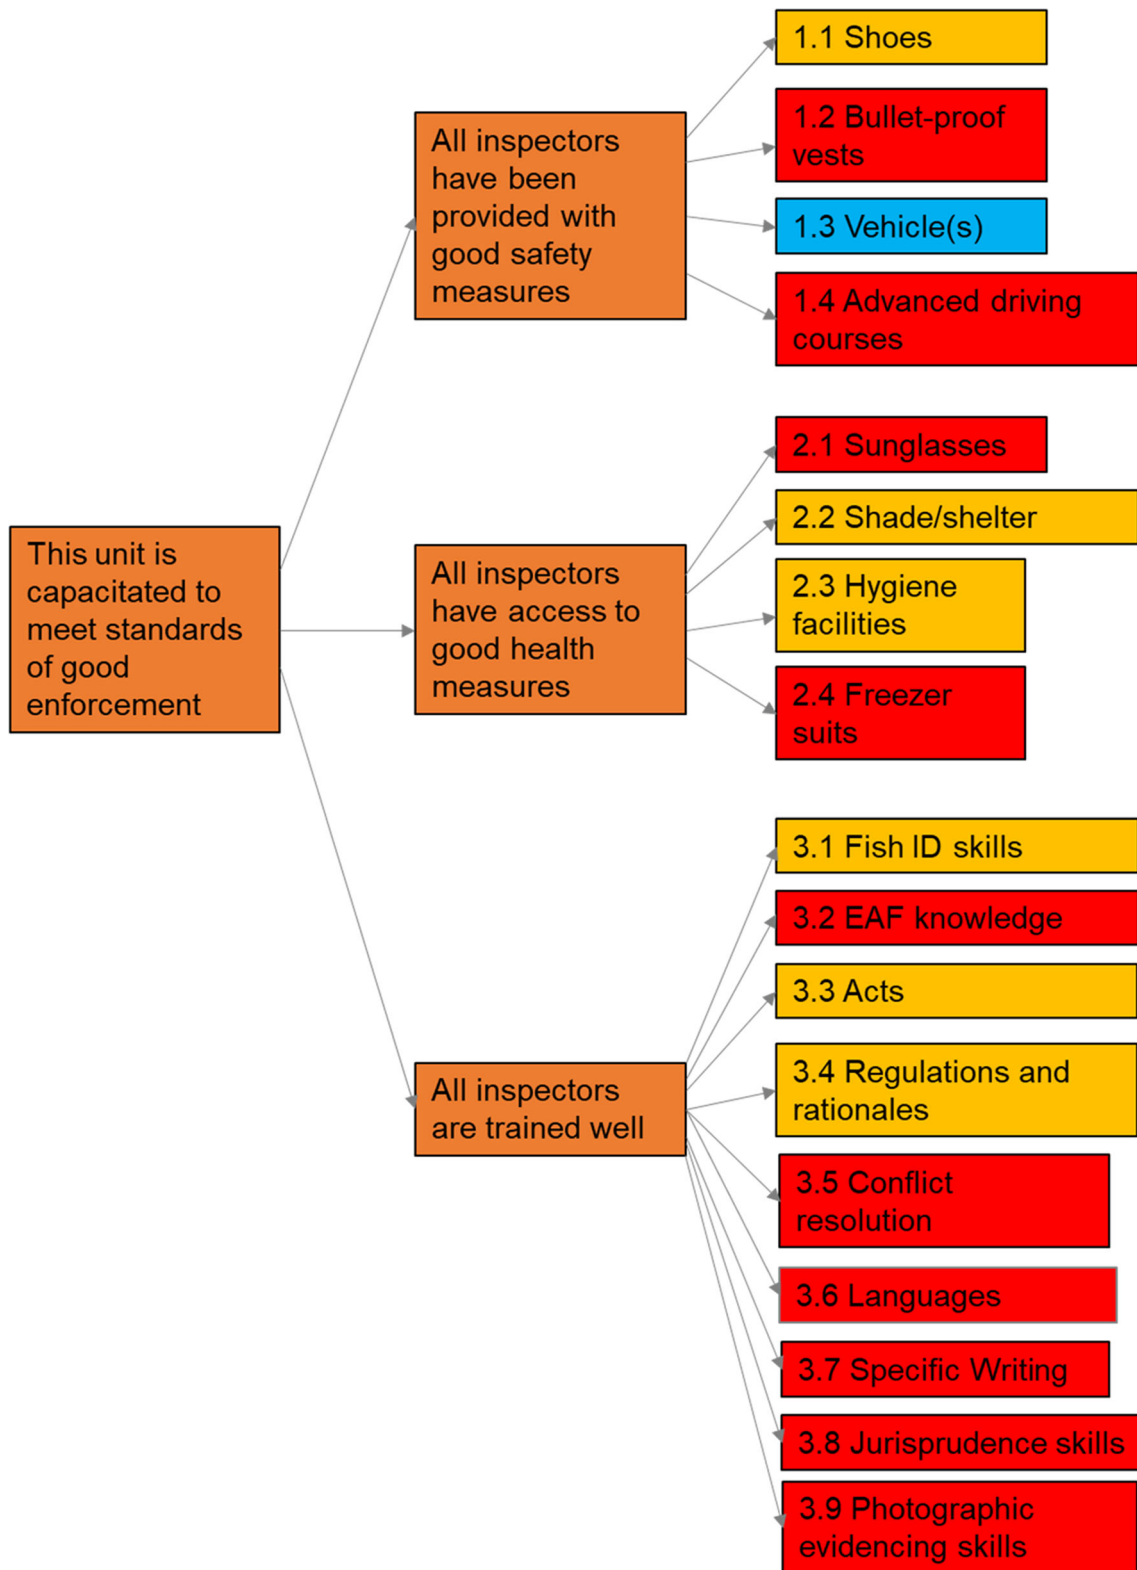 This unit is
capacitated to
meet standards
of good
enforcement
All inspectors
have been
provided with
good safety
measures
1.1 Shoes
1.2 Bullet-proof
vests
1.3 Vehicle(s)
1.4 Advanced driving
courses
All inspectors
have access to
good health
measures
2.1 Sunglasses
2.2 Shade/shelter
2.3 Hygiene
facilities
2.4 Freezer
suits
All inspectors
are trained well
3.1 Fish ID skills
3.2 EAF knowledge
3.3 Acts
3.4 Regulations and
rationales
3.5 Conflict
resolution
3.6 Languages
3.7 Specific Writing
3.8 Jurisprudence skills
3.9 Photographic
evidencing skills